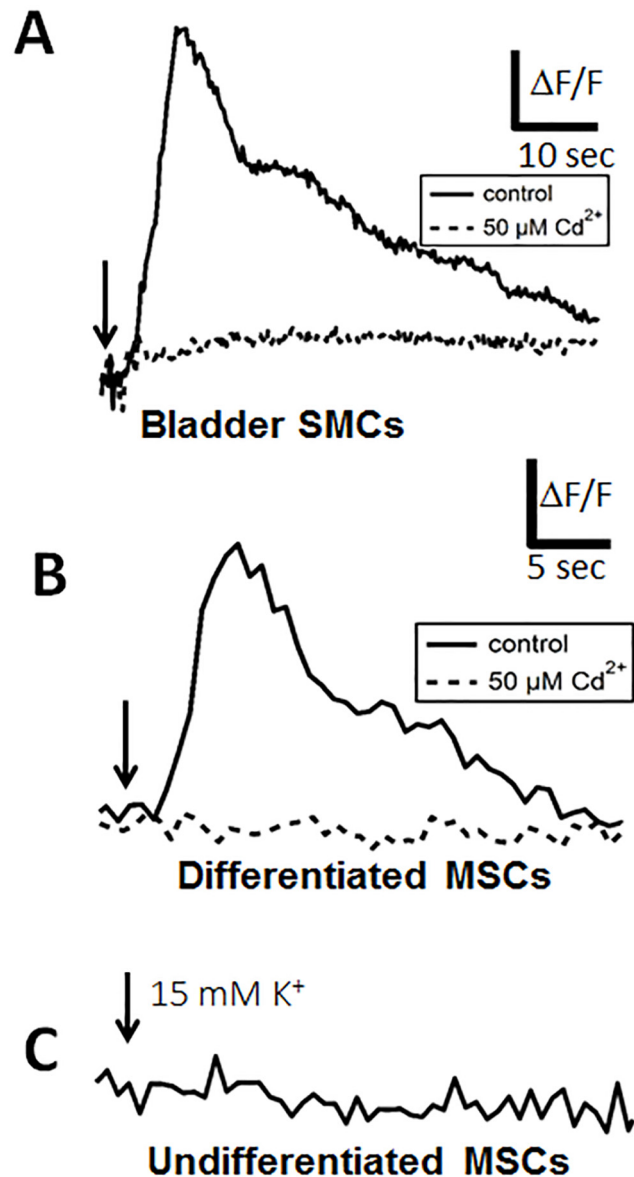 A
ΔF/F
10 sec
control
50 µM Cd²⁺
Bladder SMCs
B
ΔF/F
5 sec
control
50 µM Cd²⁺
Differentiated MSCs
C
15 mM K⁺
Undifferentiated MSCs